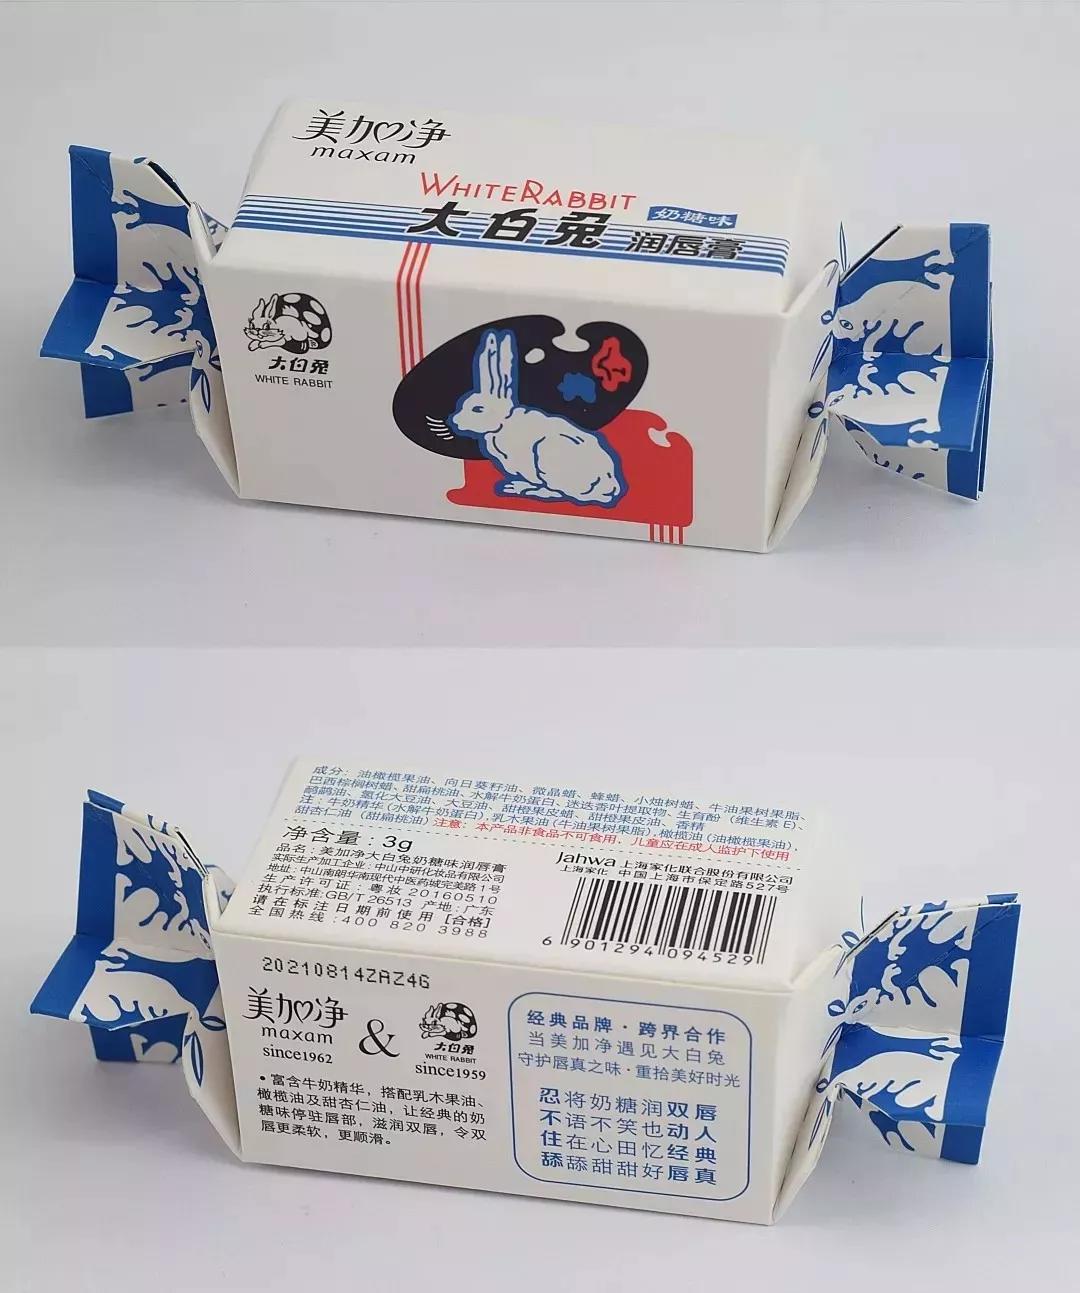 美加净
maxam
WHITE RABBIT
大白兔 奶糖味 润唇膏
大白兔
WHITE RABBIT
成分：油橄榄果油、向日葵籽油、微晶蜡、蜂蜡、小烛树蜡、牛油果树果脂、
巴西棕榈树蜡、甜扁桃油、水解牛奶蛋白、迷迭香叶提取物、生育酚（维生素E）、
鸸鹋油、氢化大豆油、大豆油、甜橙果皮蜡、甜橙果皮油、香精
注：牛奶精华（水解牛奶蛋白），乳木果油（牛油果树果脂），橄榄油（油橄榄果油），
甜杏仁油（甜扁桃油）注意：本产品非食品不可食用，儿童应在成人监护下使用
净含量：3g
品名：美加净大白兔奶糖味润唇膏
实际生产加工企业：中山中研化妆品有限公司
地址：中山南朗华南现代中医药城完美路1号
生产许可证：粤妆20160510
执行标准:GB/T 26513 产地：广东
请在标注日期前使用【合格】
全国热线：400 820 3988
Jahwa 上海家化联合股份有限公司
上海家化 中国上海市保定路527号
6 901294 094529
20210814ZAZ4G
美加净
maxam
since1962
&
大白兔
WHITE RABBIT
since1959
• 富含牛奶精华，搭配乳木果油、
橄榄油及甜杏仁油，让经典的奶
糖味停驻唇部，滋润双唇，令双
唇更柔软，更顺滑。
经典品牌·跨界合作
当美加净遇见大白兔
守护唇真之味·重拾美好时光
忍将奶糖润双唇
不语不笑也动人
住在心田忆经典
舔舔甜甜好唇真